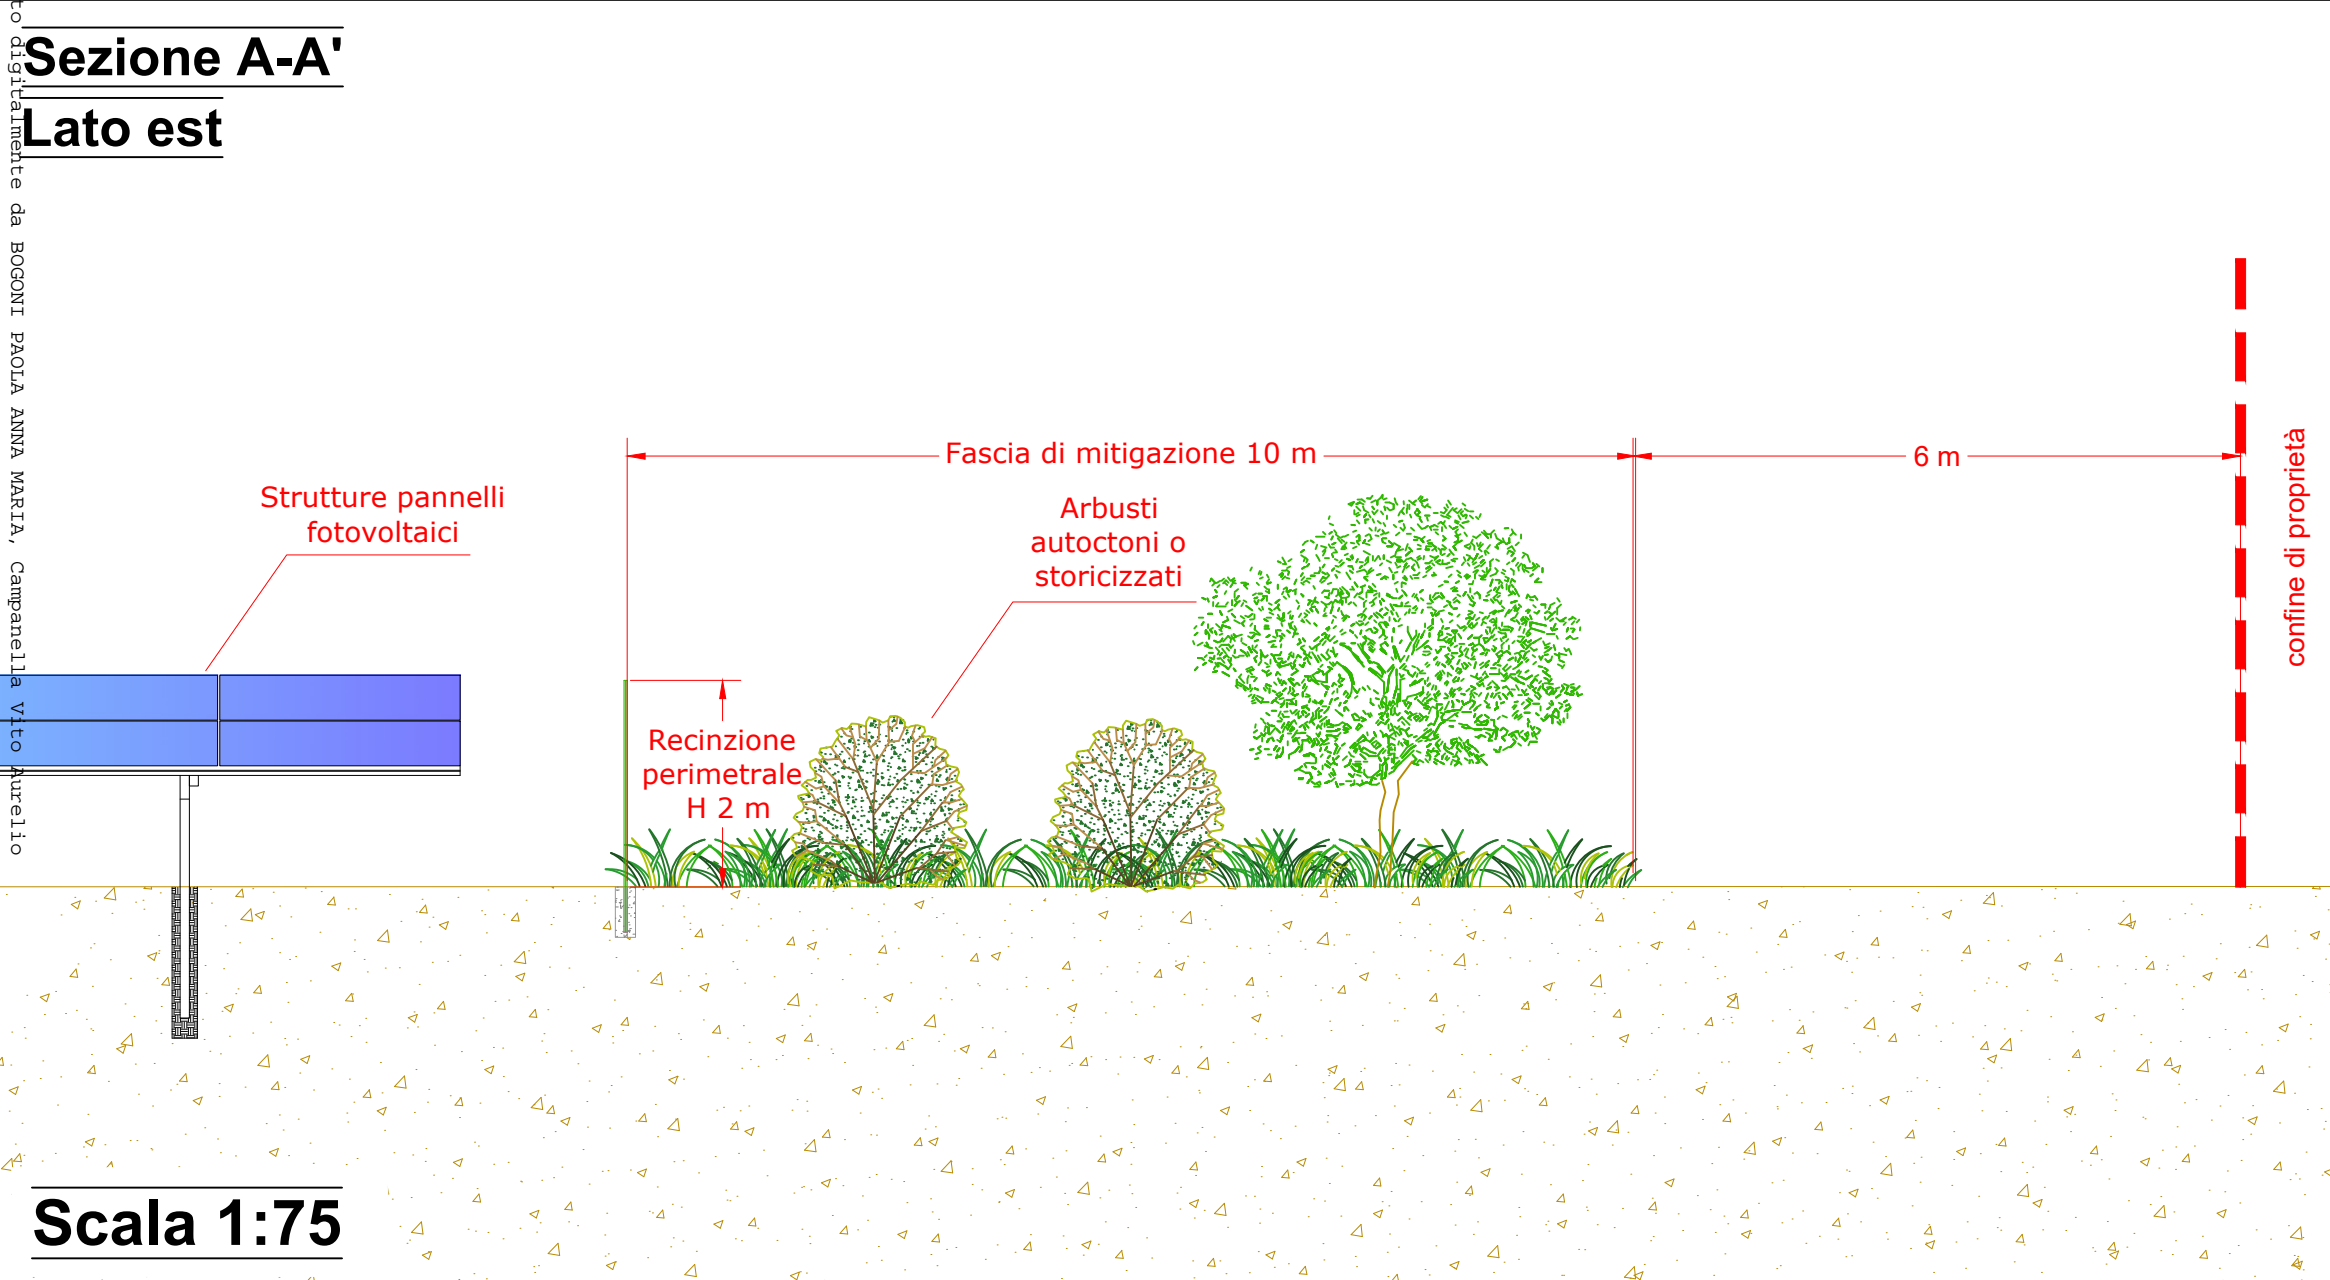 Sezione A-A'
Lato est
to digitalmente da BOGONI PAOLA ANNA MARIA, Campanella Vito Aurelio
Fascia di mitigazione 10 m
6 m
confine di proprietà
Strutture pannelli
fotovoltaici
Arbusti
autoctoni o
storicizzati
Recinzione
perimetrale
H 2 m
Scala 1:75